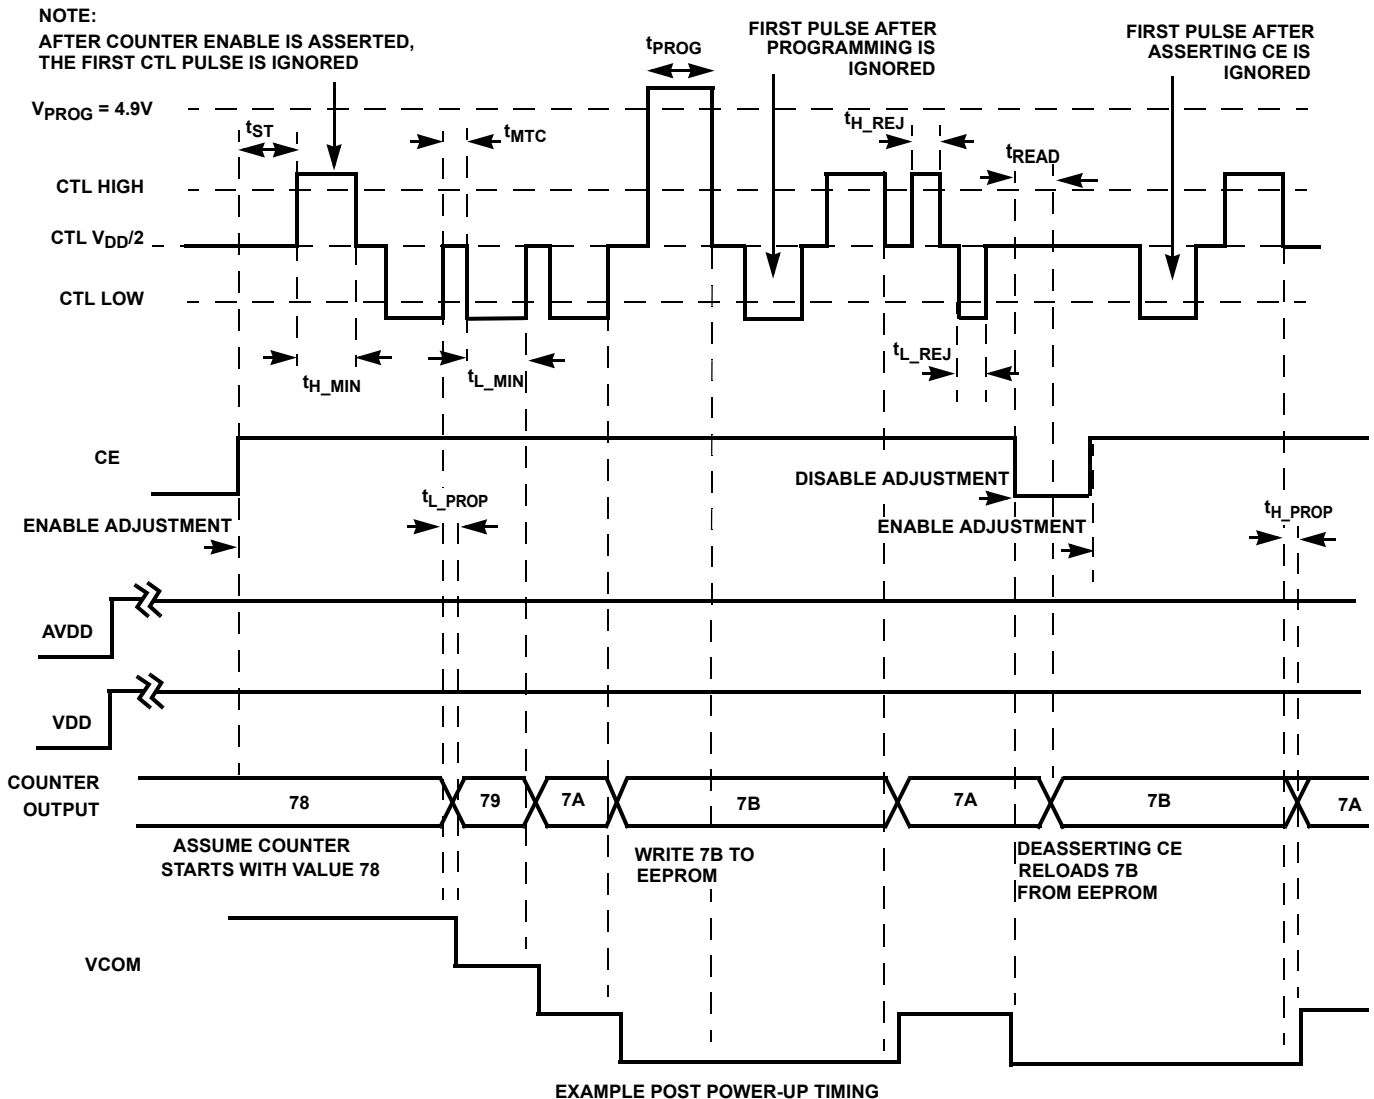 NOTE:
AFTER COUNTER ENABLE IS ASSERTED,
THE FIRST CTL PULSE IS IGNORED
tPROG
FIRST PULSE AFTER
PROGRAMMING IS
IGNORED
FIRST PULSE AFTER
ASSERTING CE IS
IGNORED
VPROG = 4.9V
tST
tMTC
tH_REJ
tREAD
CTL HIGH
CTL VDD/2
CTL LOW
tH_MIN
tL_MIN
tL_REJ
CE
DISABLE ADJUSTMENT
tL_PROP
tH_PROP
ENABLE ADJUSTMENT
ENABLE ADJUSTMENT
AVDD
VDD
COUNTER
OUTPUT
78
79
7A
7B
7A
7B
7A
ASSUME COUNTER
STARTS WITH VALUE 78
WRITE 7B TO
EEPROM
DEASSERTING CE
RELOADS 7B
FROM EEPROM
VCOM
EXAMPLE POST POWER-UP TIMING